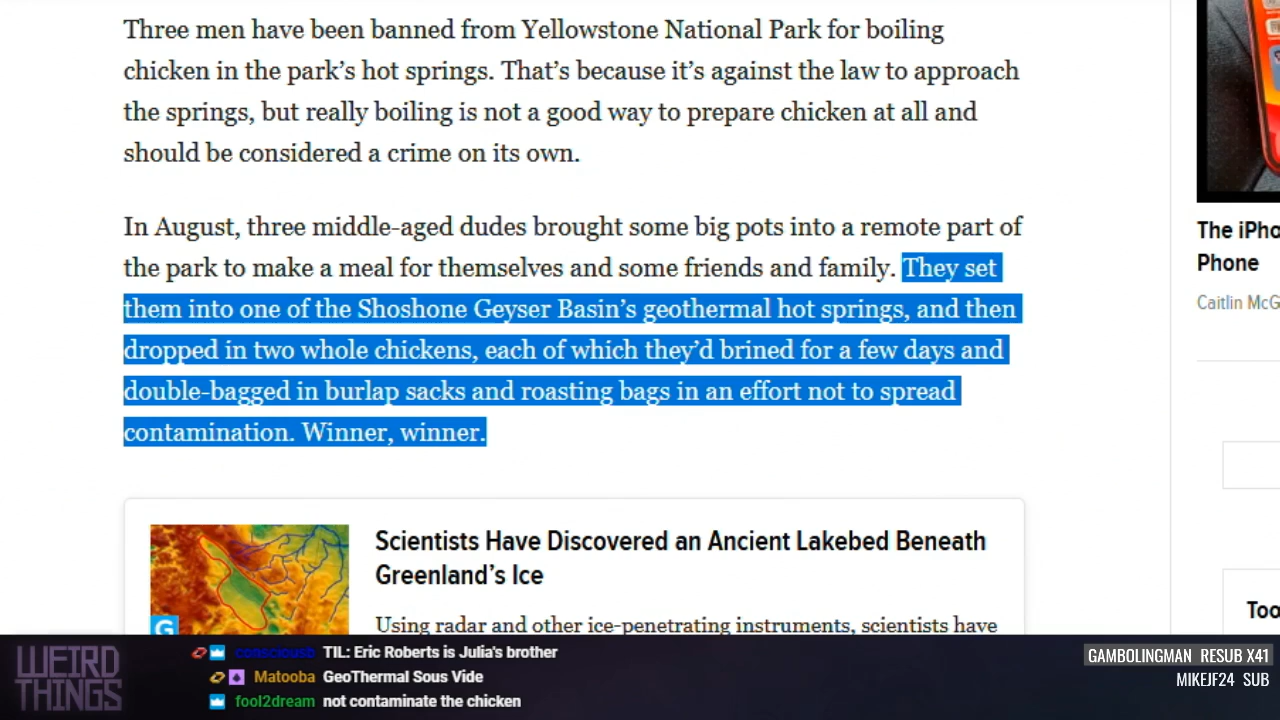 Three men have been banned from Yellowstone National Park for boiling
chicken in the park’s hot springs. That’s because it’s against the law to approach
the springs, but really boiling is not a good way to prepare chicken at all and
should be considered a crime on its own.
In August, three middle-aged dudes brought some big pots into a remote part of
the park to make a meal for themselves and some friends and family. They set
them into one of the Shoshone Geyser Basin’s geothermal hot springs, and then
dropped in two whole chickens, each of which they’d brined for a few days and
double-bagged in burlap sacks and roasting bags in an effort not to spread
contamination. Winner, winner.
The iPho
Phone
Caitlin McG
Scientists Have Discovered an Ancient Lakebed Beneath
Greenland’s Ice
Using radar and other ice-penetrating instruments, scientists have
G
Too
WEIRD
THINGS
consciousb TIL: Eric Roberts is Julia's brother
Matooba GeoThermal Sous Vide
fool2dream not contaminate the chicken
GAMBOLINGMAN RESUB X41
MIKEJF24 SUB